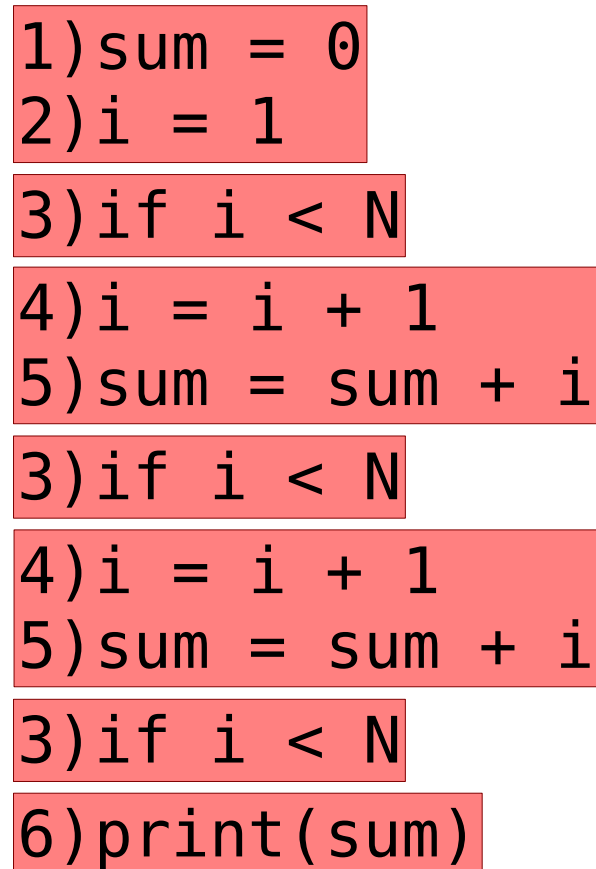 1)sum = 0
2)i = 1
3)if i < N
4)i = i + 1
5)sum = sum + i
3)if i < N
4)i = i + 1
5)sum = sum + i
3)if i < N
6)print(sum)